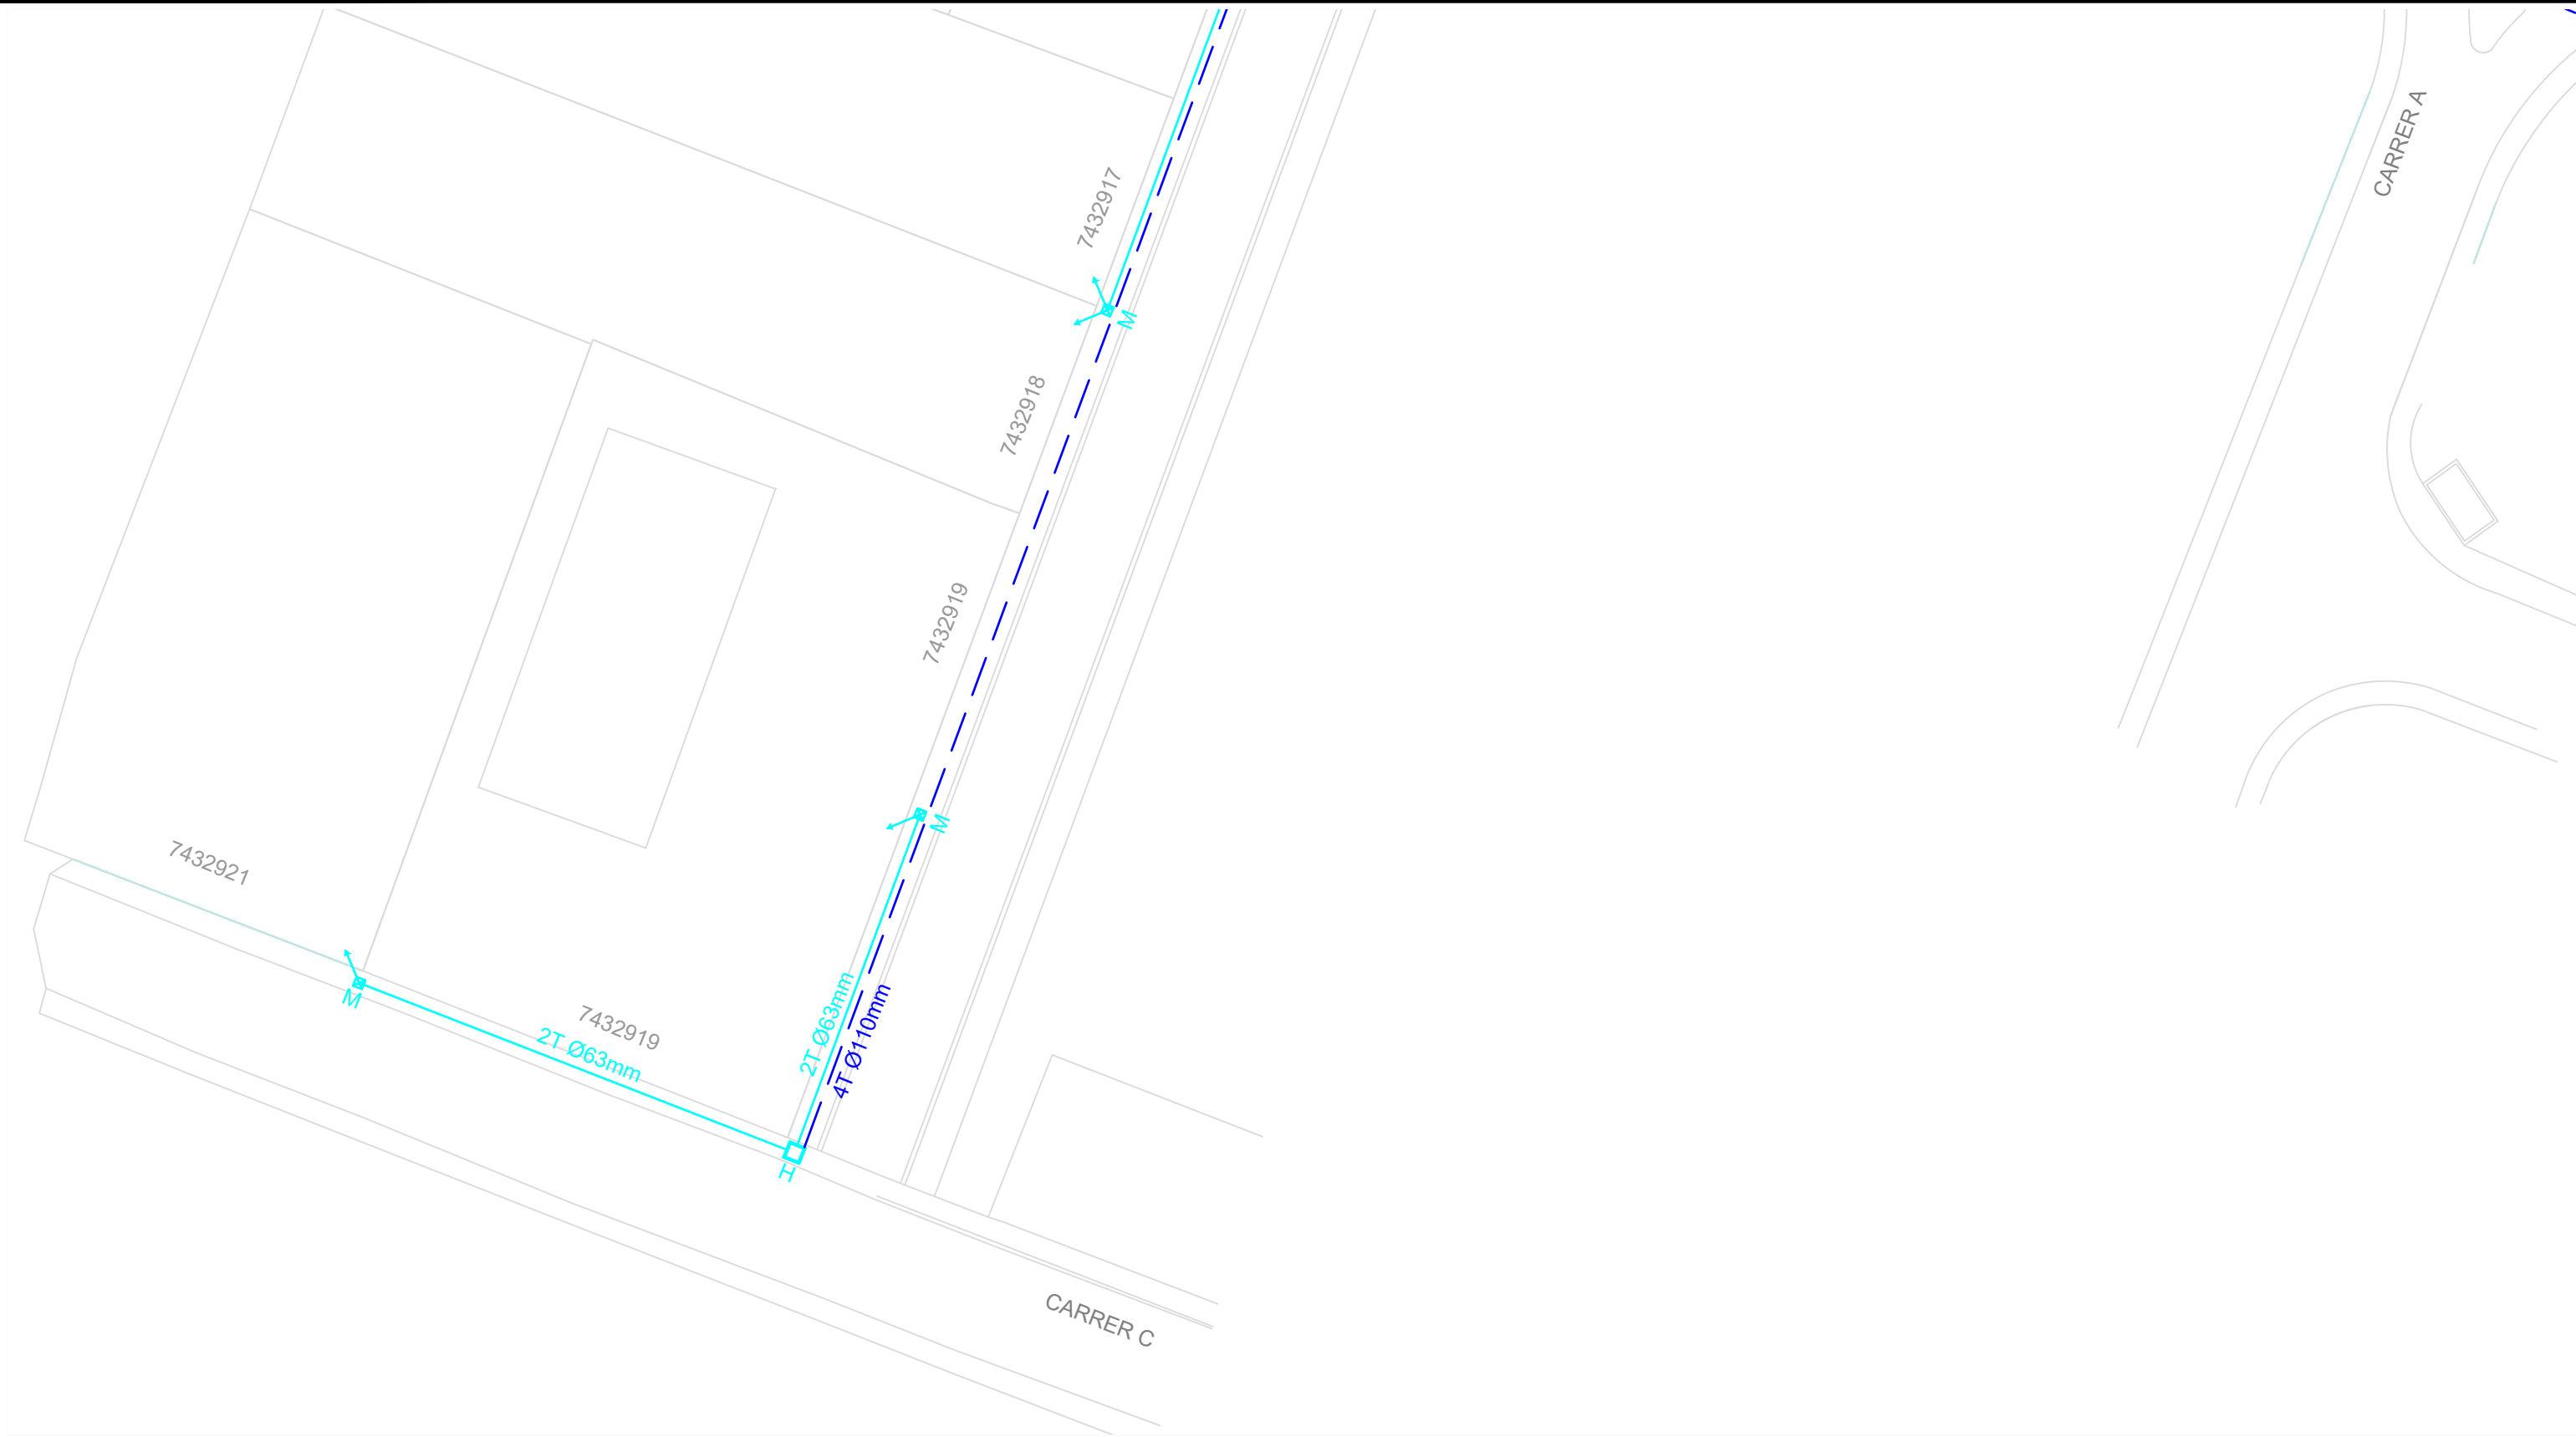 CARRER A
7432917
M
7432918
7432919
M
7432921
M
7432919
2T Ø63mm
2T Ø63mm
4T Ø110mm
H
CARRER C